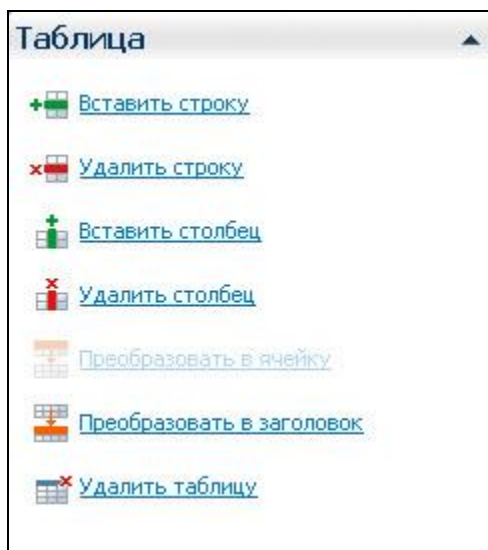 Таблица
Вставить строку
Удалить строку
Вставить столбец
Удалить столбец
Преобразовать в ячейку
Преобразовать в заголовок
Удалить таблицу